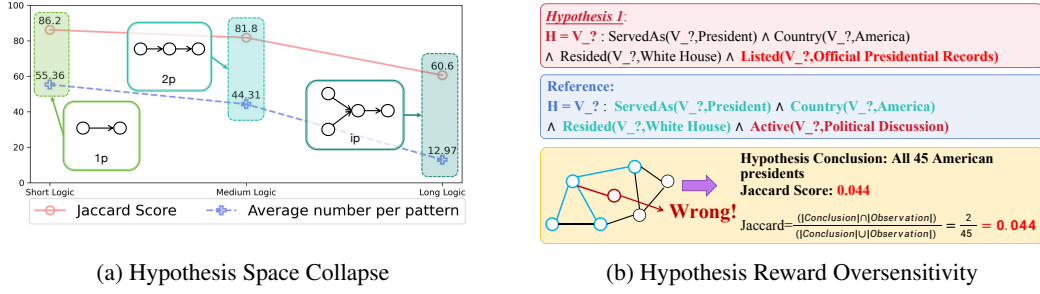 100
80
60
40
20
0
86.2
81.8
60.6
55.36
44.31
12.97
2p
1p
ip
Short Logic
Medium Logic
Long Logic
Jaccard Score
Average number per pattern
(a) Hypothesis Space Collapse
Hypothesis 1:
H = V_? : ServedAs(V_?,President) ∧ Country(V_?,America)
∧ Resided(V_?,White House) ∧ Listed(V_?,Official Presidential Records)
Reference:
H = V_? : ServedAs(V_?,President) ∧ Country(V_?,America)
∧ Resided(V_?,White House) ∧ Active(V_?,Political Discussion)
Wrong!
Hypothesis Conclusion: All 45 American
presidents
Jaccard Score: 0.044
Jaccard=(|Conclusion|∩|Observation|)/(|Conclusion|∪|Observation|) = 2/45 = 0.044
(b) Hypothesis Reward Oversensitivity